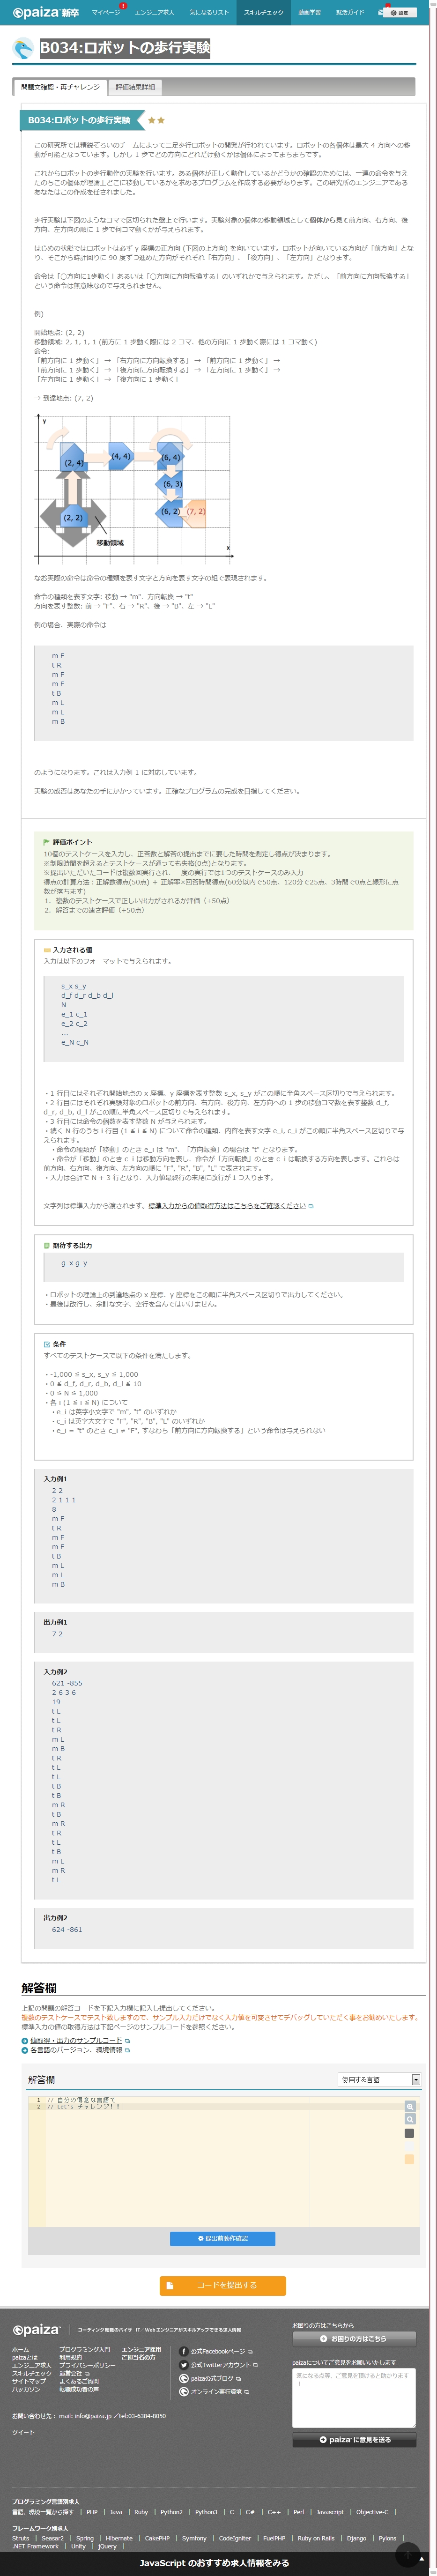 paiza 新卒
マイページ
1
エンジニア求人
気になるリスト
スキルチェック
動画学習
就活ガイド
B034:ロボットの歩行実験
問題文確認・再チャレンジ
評価結果詳細
B034:ロボットの歩行実験
この研究所では精鋭ぞろいのチームによって二足歩行ロボットの開発が行われています。ロボットの各個体は最大 4 方向への移
動が可能となっています。しかし 1 歩でどの方向にどれだけ動くかは個体によってまちまちです。
これからロボットの歩行動作の実験を行います。ある個体が正しく動作しているかどうかの確認のためには、一連の命令を与え
たのちこの個体が理論上どこに移動しているかを求めるプログラムを作成する必要があります。この研究所のエンジニアである
あなたはこの作成を任されました。
歩行実験は下図のようなコマで区切られた盤上で行います。実験対象の個体の移動領域として個体から見て前方向、右方向、後
方向、左方向の順に 1 歩で何コマ動くかが与えられます。
はじめの状態ではロボットは必ず y 座標の正方向 (下図の上方向) を向いています。ロボットが向いている方向が「前方向」とな
り、そこから時計回りに 90 度ずつ進めた方向がそれぞれ「右方向」、「後方向」、「左方向」となります。
命令は「〇方向に1歩動く」あるいは「〇方向に方向転換する」のいずれかで与えられます。ただし、「前方向に方向転換する」
という命令は無意味なので与えられません。
例)
開始地点: (2, 2)
移動領域: 2, 1, 1, 1 (前方に 1 歩動く際には 2 コマ、他の方向に 1 歩動く際には 1 コマ動く)
命令:
「前方向に 1 歩動く」 → 「右方向に方向転換する」 → 「前方向に 1 歩動く」 →
「前方向に 1 歩動く」 → 「後方向に方向転換する」 → 「左方向に 1 歩動く」 →
「左方向に 1 歩動く」 → 「後方向に 1 歩動く」
→ 到達地点: (7, 2)
y
(2, 4)
(4, 4)
(6, 4)
(6, 3)
(2, 2)
(6, 2)
(7, 2)
移動領域
x
なお実際の命令は命令の種類を表す文字と方向を表す文字の組で表現されます。
命令の種類を表す文字: 移動 → "m"、方向転換 → "t"
方向を表す整数: 前 → "F"、右 → "R"、後 → "B"、左 → "L"
例の場合、実際の命令は
m F
t R
m F
m F
t B
m L
m L
m B
のようになります。これは入力例 1 に対応しています。
実験の成否はあなたの手にかかっています。正確なプログラムの完成を目指してください。
評価ポイント
10個のテストケースを入力し、正答数と解答の提出までに要した時間を測定し得点が決まります。
※制限時間を超えるとテストケースが通っても失格(0点)となります。
※提出いただいたコードは複数回実行され、一度の実行では1つのテストケースのみ入力
得点の計算方法：正解数得点(50点) + 正解率×回答時間得点(60分以内で50点、120分で25点、3時間で0点と線形に点
数が落ちます)
1．複数のテストケースで正しい出力がされるか評価（+50点）
2．解答までの速さ評価（+50点）
入力される値
入力は以下のフォーマットで与えられます。
s_x s_y
d_f d_r d_b d_l
N
e_1 c_1
e_2 c_2
...
e_N c_N
・1 行目にはそれぞれ開始地点の x 座標、y 座標を表す整数 s_x, s_y がこの順に半角スペース区切りで与えられます。
・2 行目にはそれぞれ実験対象のロボットの前方向、右方向、後方向、左方向への 1 歩の移動コマ数を表す整数 d_f,
d_r, d_b, d_l がこの順に半角スペース区切りで与えられます。
・3 行目には命令の個数を表す整数 N が与えられます。
・続く N 行のうち i 行目 (1 ≦ i ≦ N) について命令の種類、内容を表す文字 e_i, c_i がこの順に半角スペース区切りで与
えられます。
・命令の種類が「移動」のとき e_i は "m"、「方向転換」の場合は "t" となります。
・命令が「移動」のとき c_i は移動方向を表し、命令が「方向転換」のとき c_i は転換する方向を表します。これらは
前方向、右方向、後方向、左方向の順に "F", "R", "B", "L" で表されます。
・入力は合計で N + 3 行となり、入力値最終行の末尾に改行が 1 つ入ります。
文字列は標準入力から渡されます。標準入力からの値取得方法はこちらをご確認ください
期待する出力
g_x g_y
・ロボットの理論上の到達地点の x 座標、y 座標をこの順に半角スペース区切りで出力してください。
・最後は改行し、余計な文字、空行を含んではいけません。
条件
すべてのテストケースで以下の条件を満たします。
・-1,000 ≦ s_x, s_y ≦ 1,000
・0 ≦ d_f, d_r, d_b, d_l ≦ 10
・0 ≦ N ≦ 1,000
・各 i (1 ≦ i ≦ N) について
・e_i は英字小文字で "m", "t" のいずれか
・c_i は英字大文字で "F", "R", "B", "L" のいずれか
・e_i = "t" のとき c_i ≠ "F", すなわち「前方向に方向転換する」という命令は与えられない
入力例1
2 2
2 1 1 1
8
m F
t R
m F
m F
t B
m L
m L
m B
出力例1
7 2
入力例2
621 -855
2 6 3 6
19
t L
t L
t R
m L
m B
t R
t L
t L
t B
t B
m R
t B
m R
t R
t L
t B
m L
m R
t L
出力例2
624 -861
解答欄
上記の問題の解答コードを下記入力欄に記入し提出してください。
複数のテストケースでテスト致しますので、サンプル入力だけでなく入力値を可変させてデバッグしていただく事をお勧めいたします。
標準入力の値の取得方法は下記ページのサンプルコードを参照ください。
値取得・出力のサンプルコード
各言語のバージョン、環境情報
解答欄
使用する言語
1 // 自分の得意な言語で
2 // Let's チャレンジ！！
提出前動作確認
コードを提出する
paiza
コーディング転職のパイザ IT Webエンジニアがスキルアップできる求人情報
ホーム
paizaとは
エンジニア求人
スキルチェック
サイトマップ
ハッカソン
プログラミング入門
利用規約
プライバシーポリシー
運営会社
よくあるご質問
転職成功者の声
エンジニア採用
ご担当者の方
公式Facebookページ
公式Twitterアカウント
paiza公式ブログ
オンライン実行環境
お困りの方はこちらから
お困りの方はこちら
paizaについてご意見をお願いいたします
気になる点等、ご意見を頂けると助かります
！
paiza に意見を送る
お問い合わせ先： mail: info@paiza.jp ／tel:03-6384-8050
ツイート
プログラミング言語別求人
言語、環境一覧から探す | PHP | Java | Ruby | Python2 | Python3 | C | C# | C++ | Perl | Javascript | Objective-C |
フレームワーク別求人
Struts | Seasar2 | Spring | Hibernate | CakePHP | Symfony | CodeIgniter | FuelPHP | Ruby on Rails | Django | Pylons |
.NET Framework | Unity | jQuery |
JavaScript のおすすめ求人情報をみる